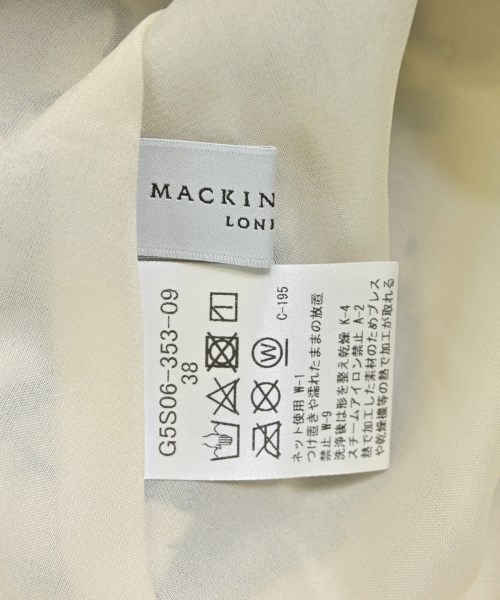 MACKIN
LON
G5S06-353-09
38
W
C-195
ネット使用 W-1
つけ置きや濡れたままの放置
禁止 W-9
洗浄後は形を整え乾燥 K-4
スチームアイロン禁止 A-2
熱で加工した素材のためプレス
や乾燥機等の熱で加工が取れる